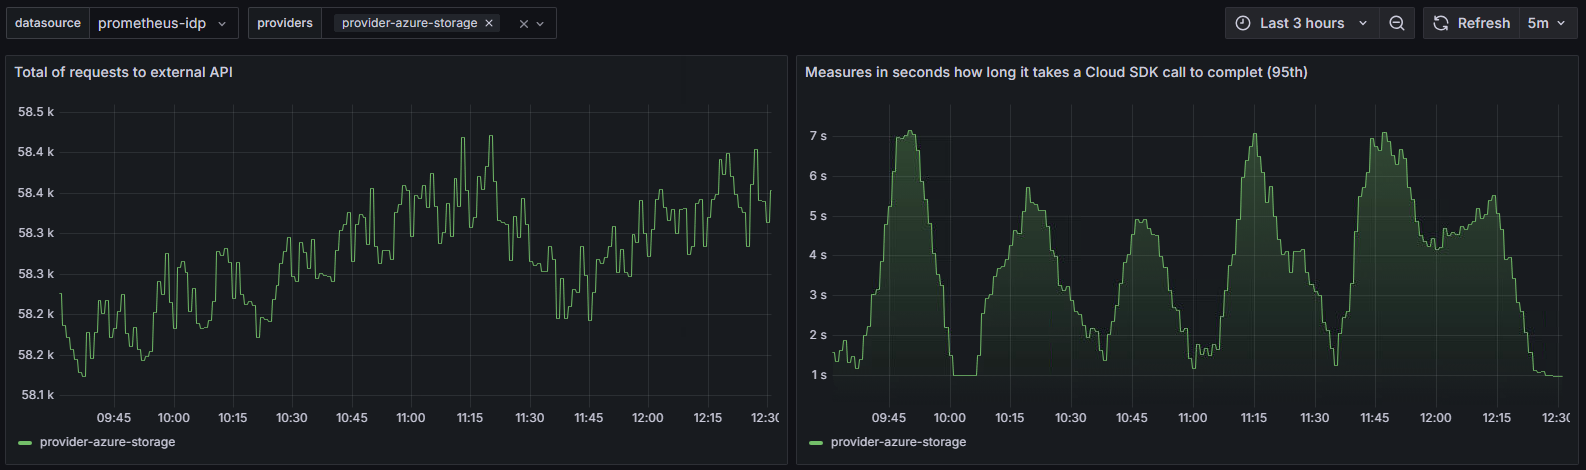 datasource prometheus-idp providers provider-azure-storage Last 3 hours Refresh 5m
Total of requests to external API
58.5 k
58.4 k
58.4 k
58.3 k
58.3 k
58.2 k
58.2 k
58.1 k
09:45 10:00 10:15 10:30 10:45 11:00 11:15 11:30 11:45 12:00 12:15 12:30
provider-azure-storage
Measures in seconds how long it takes a Cloud SDK call to complet (95th)
7 s
6 s
5 s
4 s
3 s
2 s
1 s
09:45 10:00 10:15 10:30 10:45 11:00 11:15 11:30 11:45 12:00 12:15 12:30
provider-azure-storage